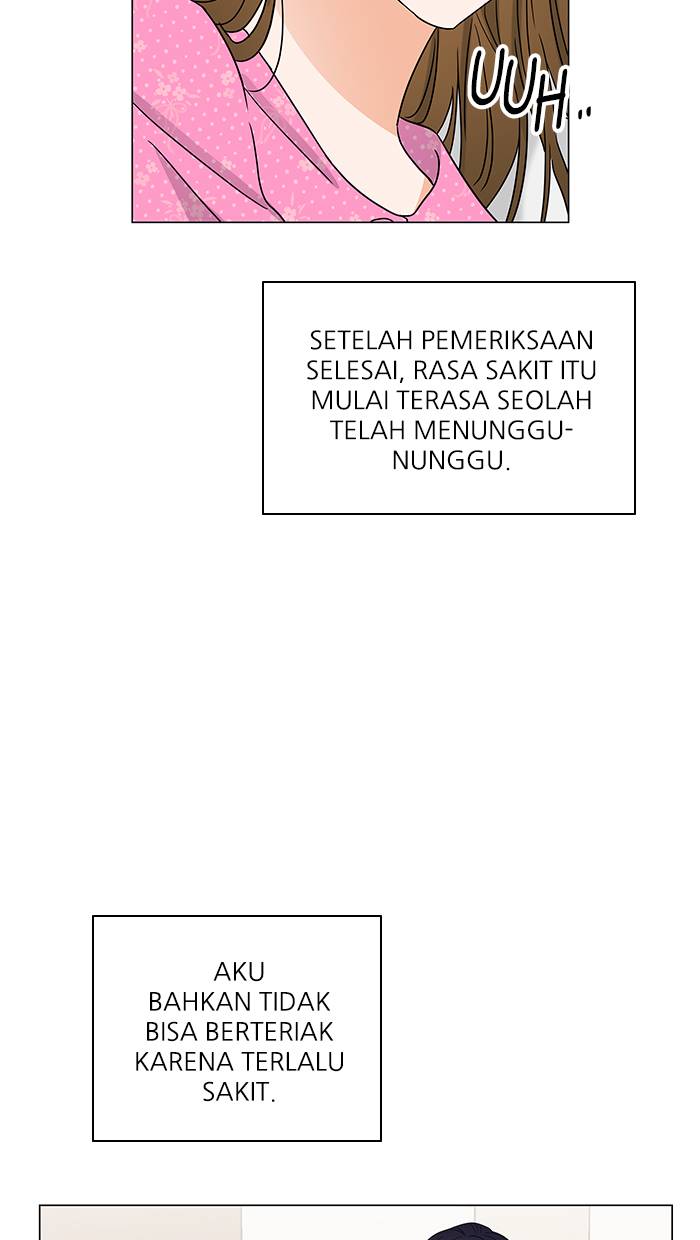 UUH..
SETELAH PEMERIKSAAN
SELESAI, RASA SAKIT ITU
MULAI TERASA SEOLAH
TELAH MENUNGGU-
NUNGGU.
AKU
BAHKAN TIDAK
BISA BERTERIAK
KARENA TERLALU
SAKIT.